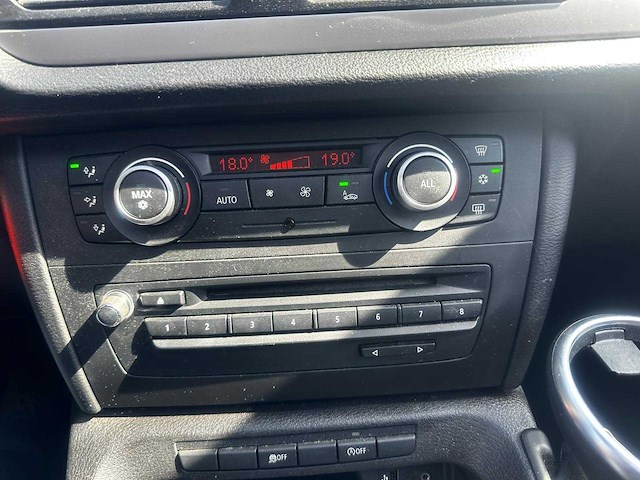 18.0° 19.0°
MAX
ALL
AUTO
A
1 2 3 4 5 6 7 8
OFF OFF